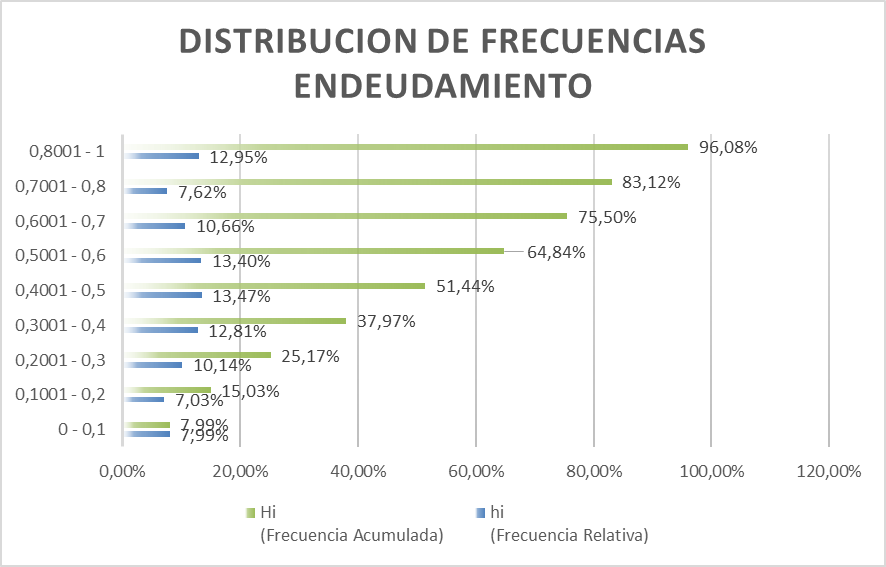 DISTRIBUCION DE FRECUENCIAS
ENDEUDAMIENTO
0,8001 - 1
96,08%
12,95%
0,7001 - 0,8
83,12%
7,62%
0,6001 - 0,7
75,50%
10,66%
0,5001 - 0,6
64,84%
13,40%
0,4001 - 0,5
51,44%
13,47%
0,3001 - 0,4
37,97%
12,81%
0,2001 - 0,3
25,17%
10,14%
0,1001 - 0,2
15,03%
7,03%
0 - 0,1
7,99%
7,99%
0,00% 20,00% 40,00% 60,00% 80,00% 100,00% 120,00%
Hi
(Frecuencia Acumulada)
hi
(Frecuencia Relativa)